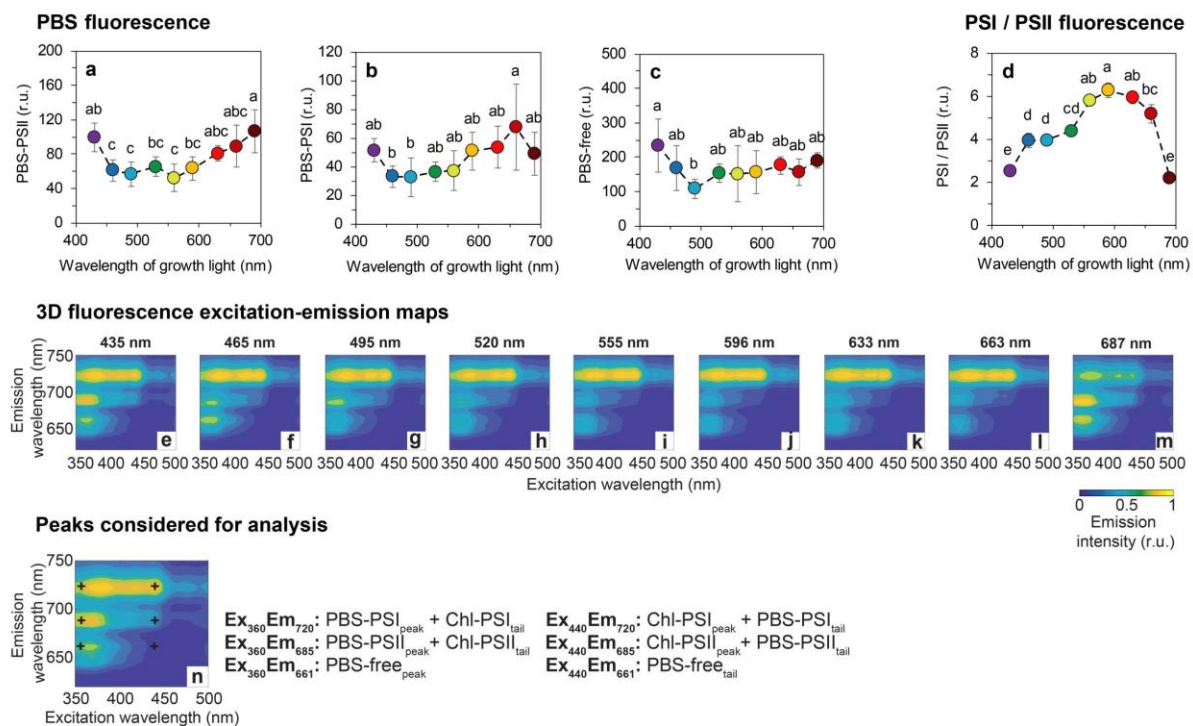 PBS fluorescence
PSI / PSII fluorescence
PBS-PSII (r.u.)
200
160
120
80
40
0
a
ab
c
c
bc
c
bc
abc
abc
a
400 500 600 700
Wavelength of growth light (nm)
PBS-PSII (r.u.)
120
100
80
60
40
20
0
b
ab
b
b
ab
ab
ab
ab
a
ab
400 500 600 700
Wavelength of growth light (nm)
PBS-free (r.u.)
500
400
300
200
100
0
c
a
ab
b
ab
ab
ab
ab
ab
ab
400 500 600 700
Wavelength of growth light (nm)
PSI / PSII (r.u.)
8
6
4
2
0
d
e
d
d
cd
ab
a
ab
bc
e
400 500 600 700
Wavelength of growth light (nm)
3D fluorescence excitation-emission maps
435 nm 465 nm 495 nm 520 nm 555 nm 596 nm 633 nm 663 nm 687 nm
Emission
wavelength (nm)
750
700
650
e f g h i j k l m
350 400 450 500 350 400 450 500 350 400 450 500 350 400 450 500 350 400 450 500 350 400 450 500 350 400 450 500 350 400 450 500 350 400 450 500
Excitation wavelength (nm)
0 0.5 1
Emission
intensity (r.u.)
Peaks considered for analysis
Emission
wavelength (nm)
750
700
650
n
350 400 450 500
Excitation wavelength (nm)
Ex360Em720: PBS-PSIpeak + Chl-PSItail
Ex360Em685: PBS-PSIIpeak + Chl-PSIItail
Ex360Em661: PBS-freepeak
Ex440Em720: Chl-PSIpeak + PBS-PSItail
Ex440Em685: Chl-PSIIpeak + PBS-PSIItail
Ex440Em661: PBS-freetail